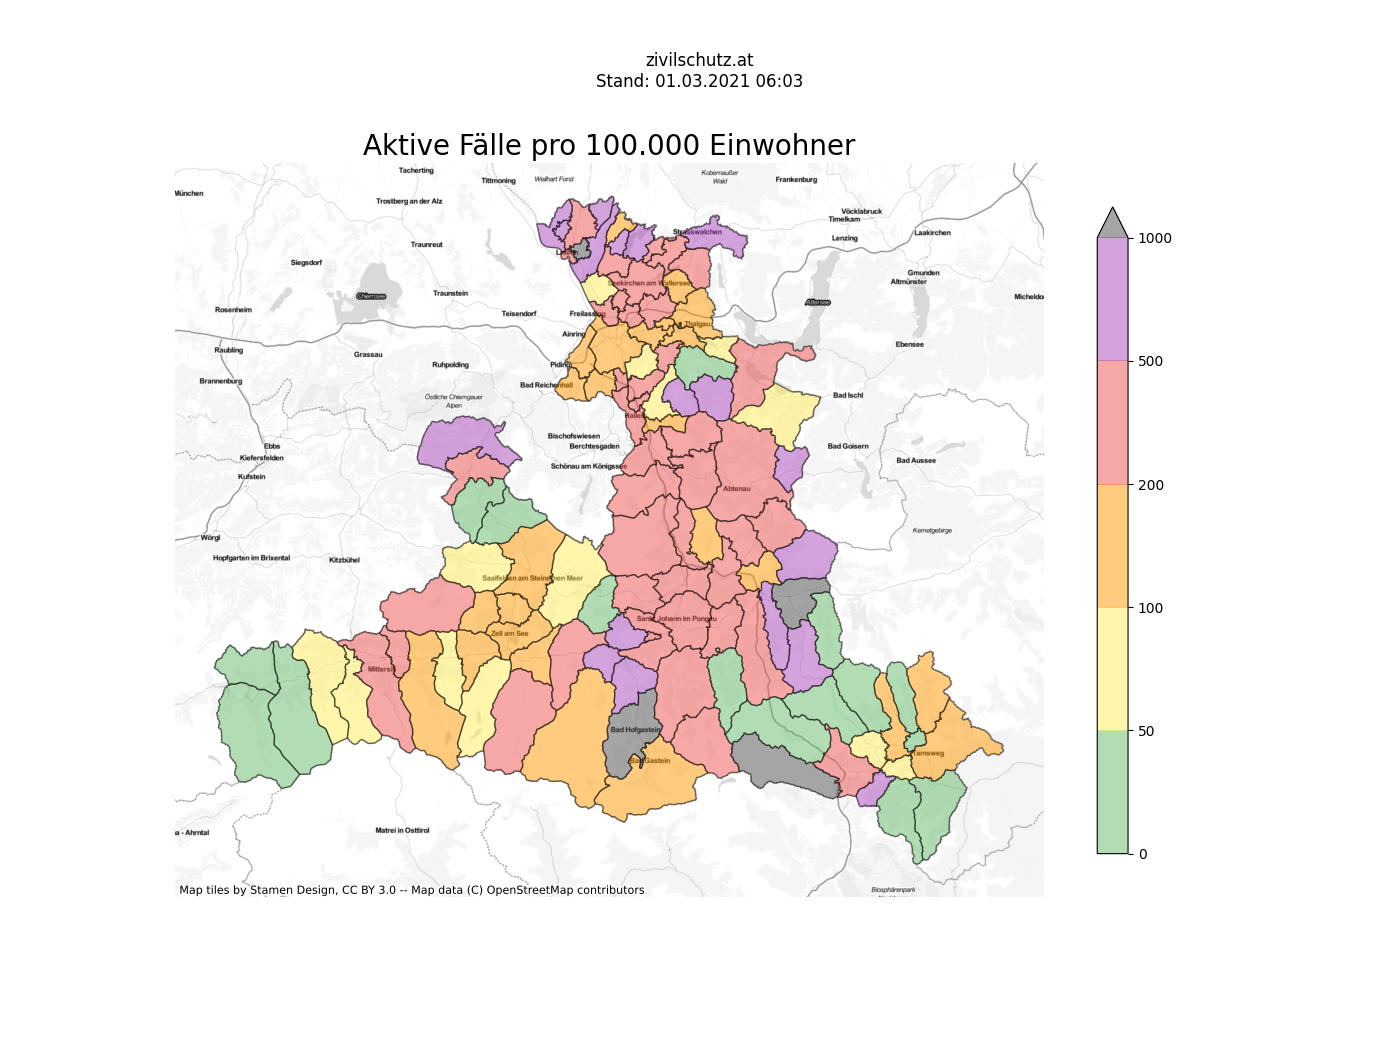 zivilschutz.at
Stand: 01.03.2021 06:03
Aktive Fälle pro 100.000 Einwohner
Tacherting
Tittmoning
Weilhart Forst
Kobernaußer
Wald
Frankenburg
München
Trostberg an der Alz
Vöcklabruck
Timelkam
Laakirchen
Strasswalchen
Lenzing
Traunreut
Siegsdorf
Gmunden
Altmünster
Seekirchen am Wallersee
Chiemsee
Traunstein
Attersee
Rosenheim
Teisendorf
Freilassing
Thalgau
Ainring
Ebensee
Raubling
Grassau
Ruhpolding
Piding
Brannenburg
Bad Reichenhall
Östliche Chiemgauer
Alpen
Bad Ischl
Bischofswiesen
Berchtesgaden
Bad Goisern
Ebbs
Kiefersfelden
Schönau am Königssee
Bad Aussee
Kufstein
Abtenau
Kemetgebirge
Wörgl
Hopfgarten im Brixental
Kitzbühel
Saalfelden am Steinernen Meer
Sankt Johann im Pongau
Zell am See
Mittersill
Bad Hofgastein
Bad Gastein
Tamsweg
Matrei in Osttirol
a - Ahrntal
Biosphärenpark
Map tiles by Stamen Design, CC BY 3.0 -- Map data (C) OpenStreetMap contributors
1000
500
200
100
50
0